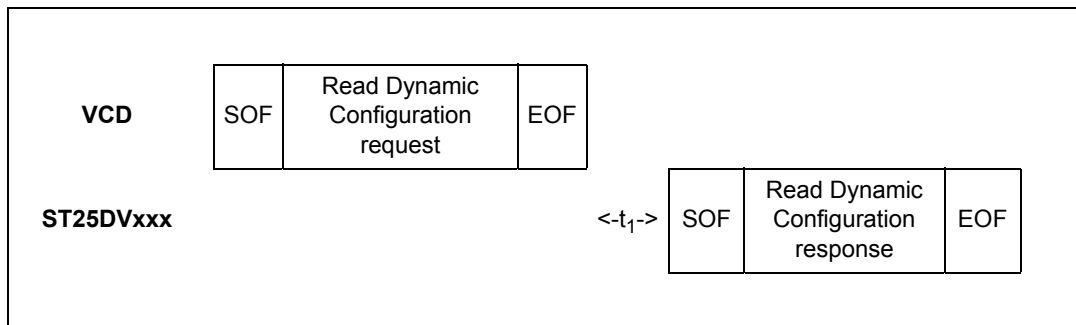 VCD
SOF
Read Dynamic
Configuration
request
EOF
ST25DVxxx
<-t₁->
SOF
Read Dynamic
Configuration
response
EOF